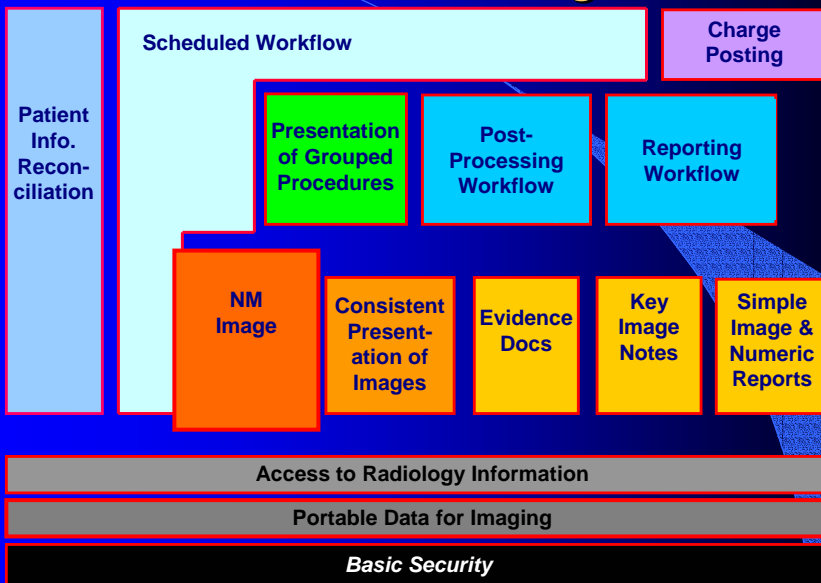 Scheduled Workflow
Charge
Posting
Patient
Info.
Recon-
ciliation
Presentation
of Grouped
Procedures
Post-
Processing
Workflow
Reporting
Workflow
NM
Image
Consistent
Present-
ation of
Images
Evidence
Docs
Key
Image
Notes
Simple
Image &
Numeric
Reports
Access to Radiology Information
Portable Data for Imaging
Basic Security